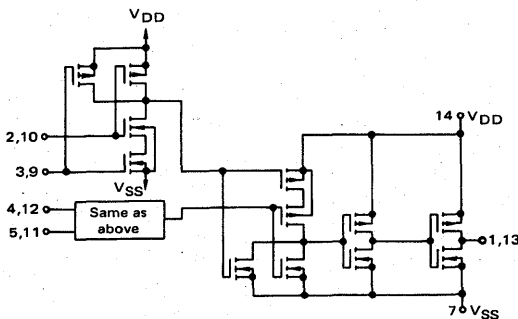 VDD
2,10
3,9
VSS
4,12
5,11
Same as
above
14
VDD
1,13
7
VSS